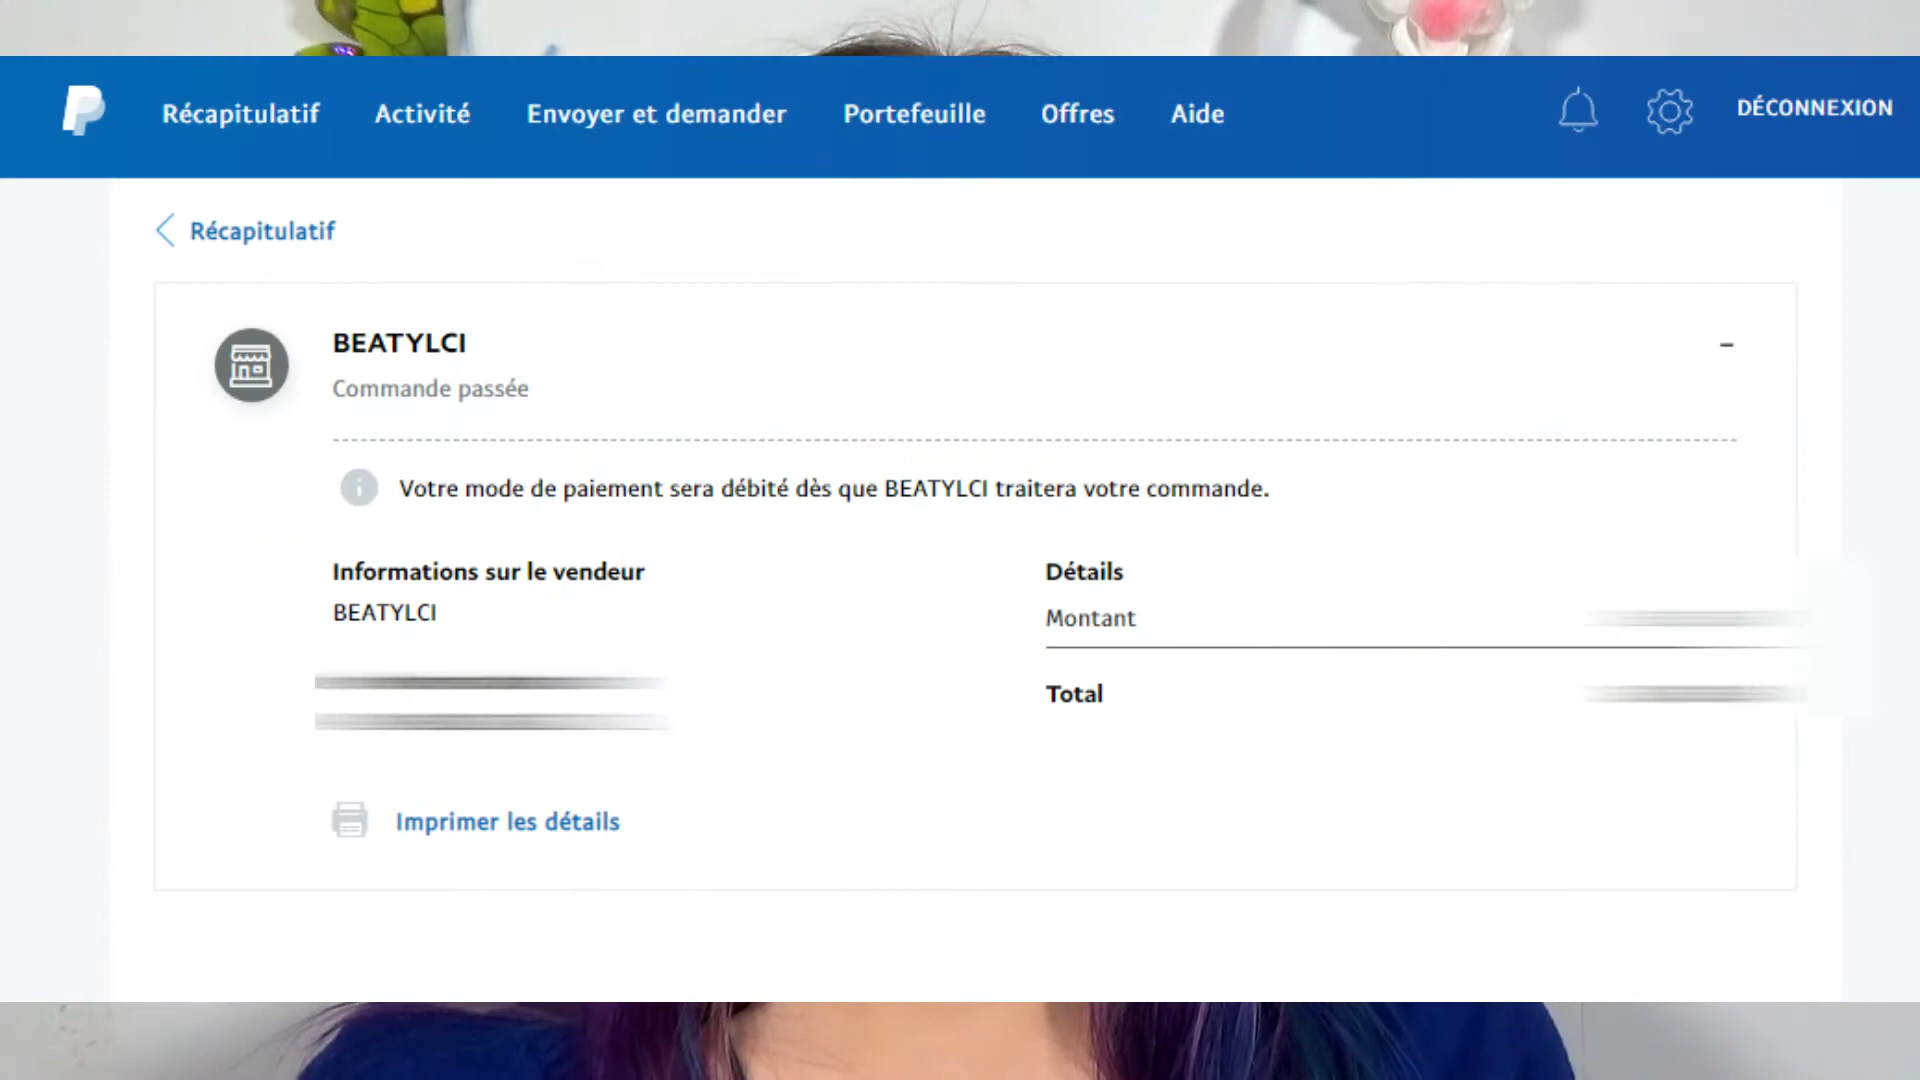 Récapitulatif Activité Envoyer et demander Portefeuille Offres Aide DÉCONNEXION
Récapitulatif
BEATYLCI
Commande passée
Votre mode de paiement sera débité dès que BEATYLCI traitera votre commande.
Informations sur le vendeur
BEATYLCI
Détails
Montant
Total
Imprimer les détails